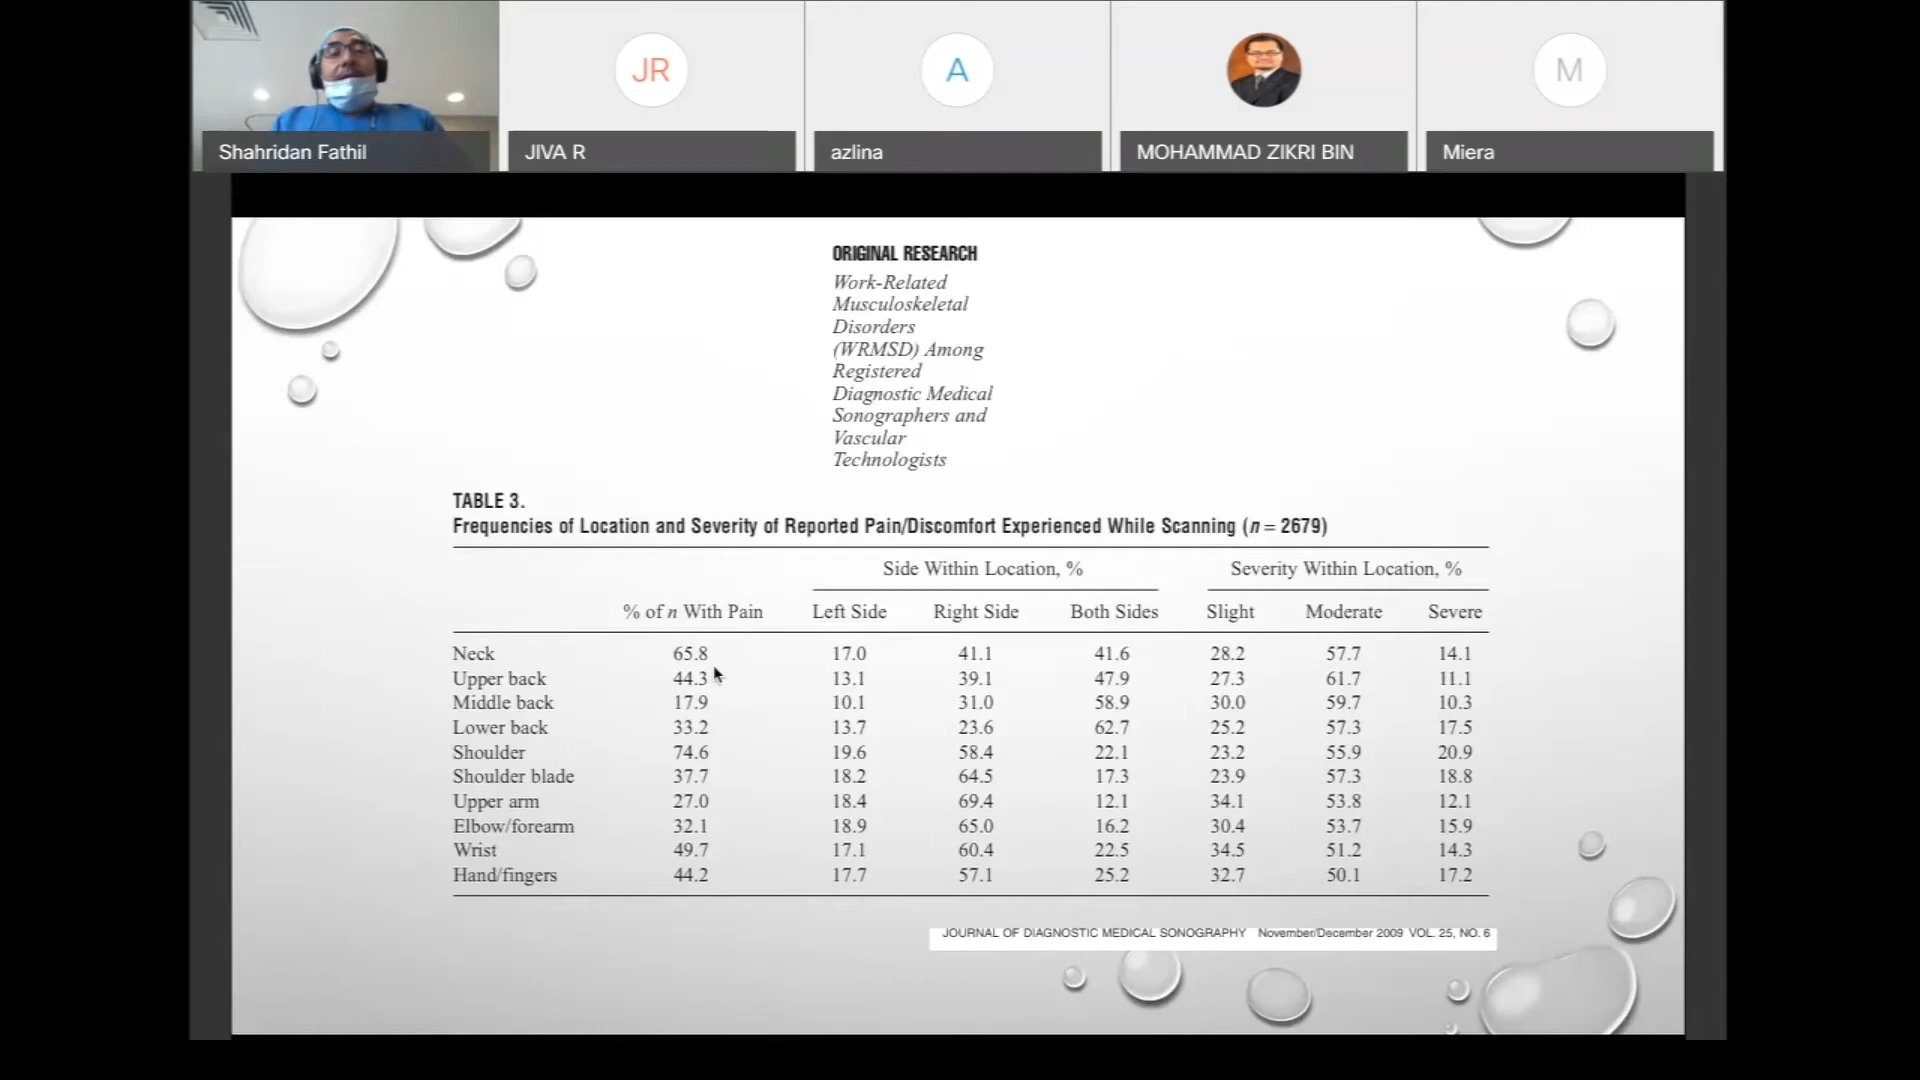 JR
A
M
Shahridan Fathil
JIVA R
azlina
MOHAMMAD ZIKRI BIN
Miera
ORIGINAL RESEARCH
Work-Related
Musculoskeletal
Disorders
(WRMSD) Among
Registered
Diagnostic Medical
Sonographers and
Vascular
Technologists
TABLE 3.
Frequencies of Location and Severity of Reported Pain/Discomfort Experienced While Scanning (n = 2679)
Side Within Location, % Severity Within Location, %
% of n With Pain Left Side Right Side Both Sides Slight Moderate Severe
Neck 65.8 17.0 41.1 41.6 28.2 57.7 14.1
Upper back 44.3 13.1 39.1 47.9 27.3 61.7 11.1
Middle back 17.9 10.1 31.0 58.9 30.0 59.7 10.3
Lower back 33.2 13.7 23.6 62.7 25.2 57.3 17.5
Shoulder 74.6 19.6 58.4 22.1 23.2 55.9 20.9
Shoulder blade 37.7 18.2 64.5 17.3 23.9 57.3 18.8
Upper arm 27.0 18.4 69.4 12.1 34.1 53.8 12.1
Elbow/forearm 32.1 18.9 65.0 16.2 30.4 53.7 15.9
Wrist 49.7 17.1 60.4 22.5 34.5 51.2 14.3
Hand/fingers 44.2 17.7 57.1 25.2 32.7 50.1 17.2
JOURNAL OF DIAGNOSTIC MEDICAL SONOGRAPHY November/December 2009 VOL. 25, NO. 6